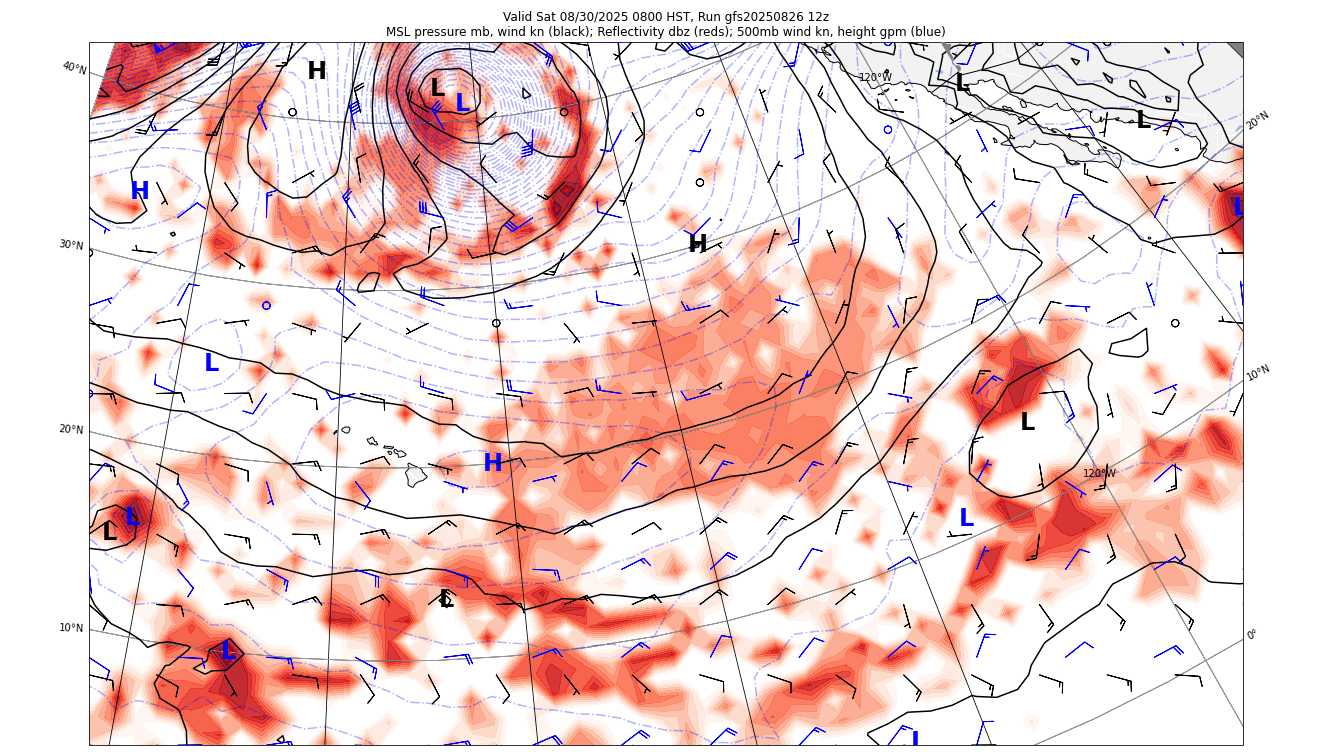 Valid Sat 08/30/2025 0800 HST, Run gfs20250826 12z
MSL pressure mb, wind kn (black); Reflectivity dbz (reds); 500mb wind kn, height gpm (blue)
40°N
H
L
L
120°W
L
L
20°N
H
L
30°N
H
L
10°N
20°N
L
H
120°W
L
L
L
L
10°N
0°
L
L